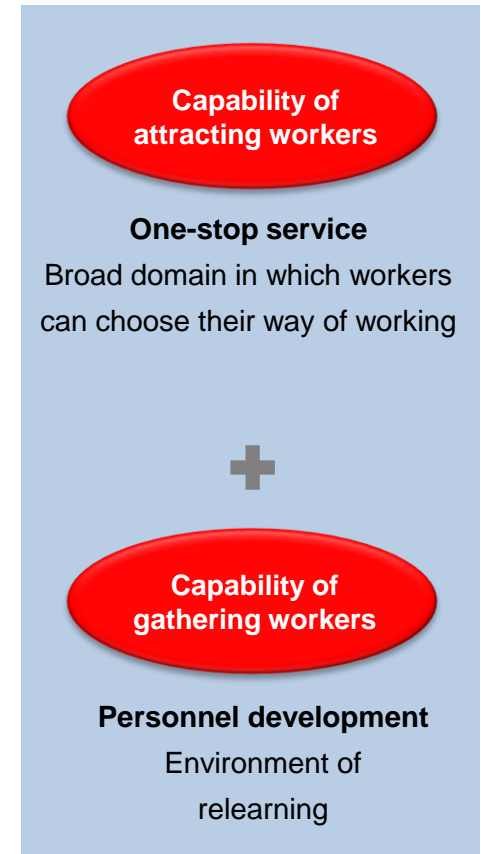 Capability of
attracting workers
One-stop service
Broad domain in which workers
can choose their way of working
Capability of
gathering workers
Personnel development
Environment of
relearning